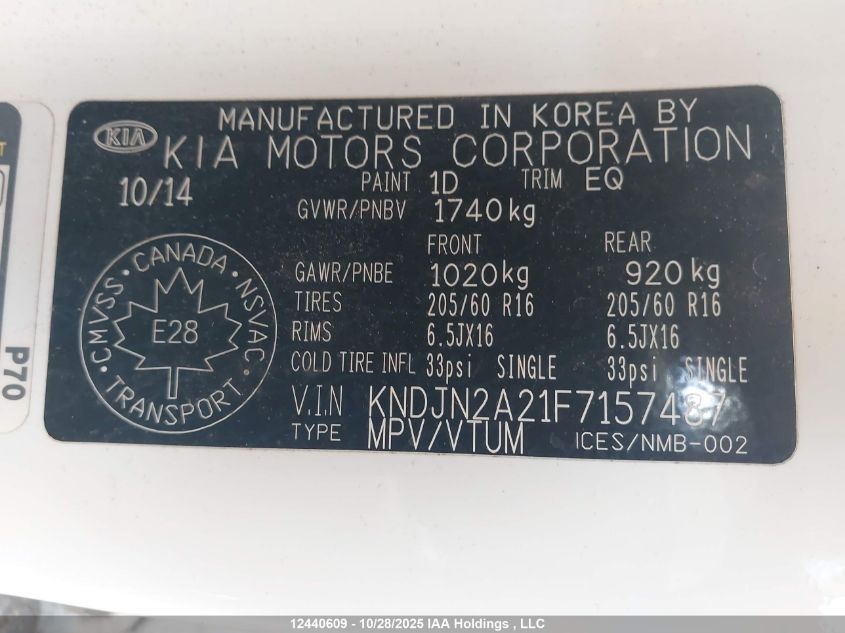 MANUFACTURED IN KOREA BY
KIA KIA MOTORS CORPORATION
10/14 PAINT 1D TRIM EQ
GVWR/PNBV 1740kg
FRONT REAR
GAWR/PNBE 1020kg 920kg
TIRES 205/60 R16 205/60 R16
RIMS 6.5JX16 6.5JX16
COLD TIRE INFL 33psi SINGLE 33psi SINGLE
V.I.N KNDJN2A21F7157487
TYPE MPV/VTUM ICES/NMB-002
CMVSS • CANADA • NSVAC • TRANSPORT •
E28
P70
12440609 - 10/28/2025 IAA Holdings , LLC